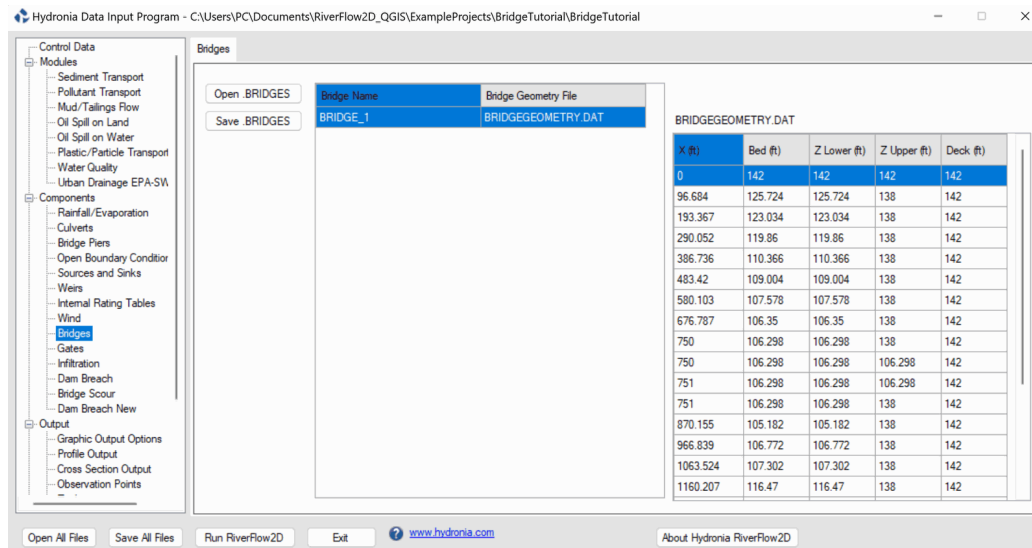 Hydronia Data Input Program - C:\Users\PC\Documents\RiverFlow2D_QGIS\ExampleProjects\BridgeTutorial\BridgeTutorial
Control Data
Modules
Sediment Transport
Pollutant Transport
Mud/Tailings Flow
Oil Spill on Land
Oil Spill on Water
Plastic/Particle Transport
Water Quality
Urban Drainage EPA-SW
Components
Rainfall/Evaporation
Culverts
Bridge Piers
Open Boundary Condition
Sources and Sinks
Weirs
Internal Rating Tables
Wind
Bridges
Gates
Infiltration
Dam Breach
Bridge Scour
Dam Breach New
Output
Graphic Output Options
Profile Output
Cross Section Output
Observation Points
Bridges
Open .BRIDGES
Save .BRIDGES
Bridge Name Bridge Geometry File
BRIDGE_1 BRIDGEGEOMETRY.DAT
BRIDGEGEOMETRY.DAT
X (ft) Bed (ft) Z Lower (ft) Z Upper (ft) Deck (ft)
0 142 142 142 142
96.684 125.724 125.724 138 142
193.367 123.034 123.034 138 142
290.052 119.86 119.86 138 142
386.736 110.366 110.366 138 142
483.42 109.004 109.004 138 142
580.103 107.578 107.578 138 142
676.787 106.35 106.35 138 142
750 106.298 106.298 138 142
750 106.298 106.298 106.298 142
751 106.298 106.298 106.298 142
751 106.298 106.298 138 142
870.155 105.182 105.182 138 142
966.839 106.772 106.772 138 142
1063.524 107.302 107.302 138 142
1160.207 116.47 116.47 138 142
Open All Files Save All Files Run RiverFlow2D Exit ? www.hydronia.com About Hydronia RiverFlow2D